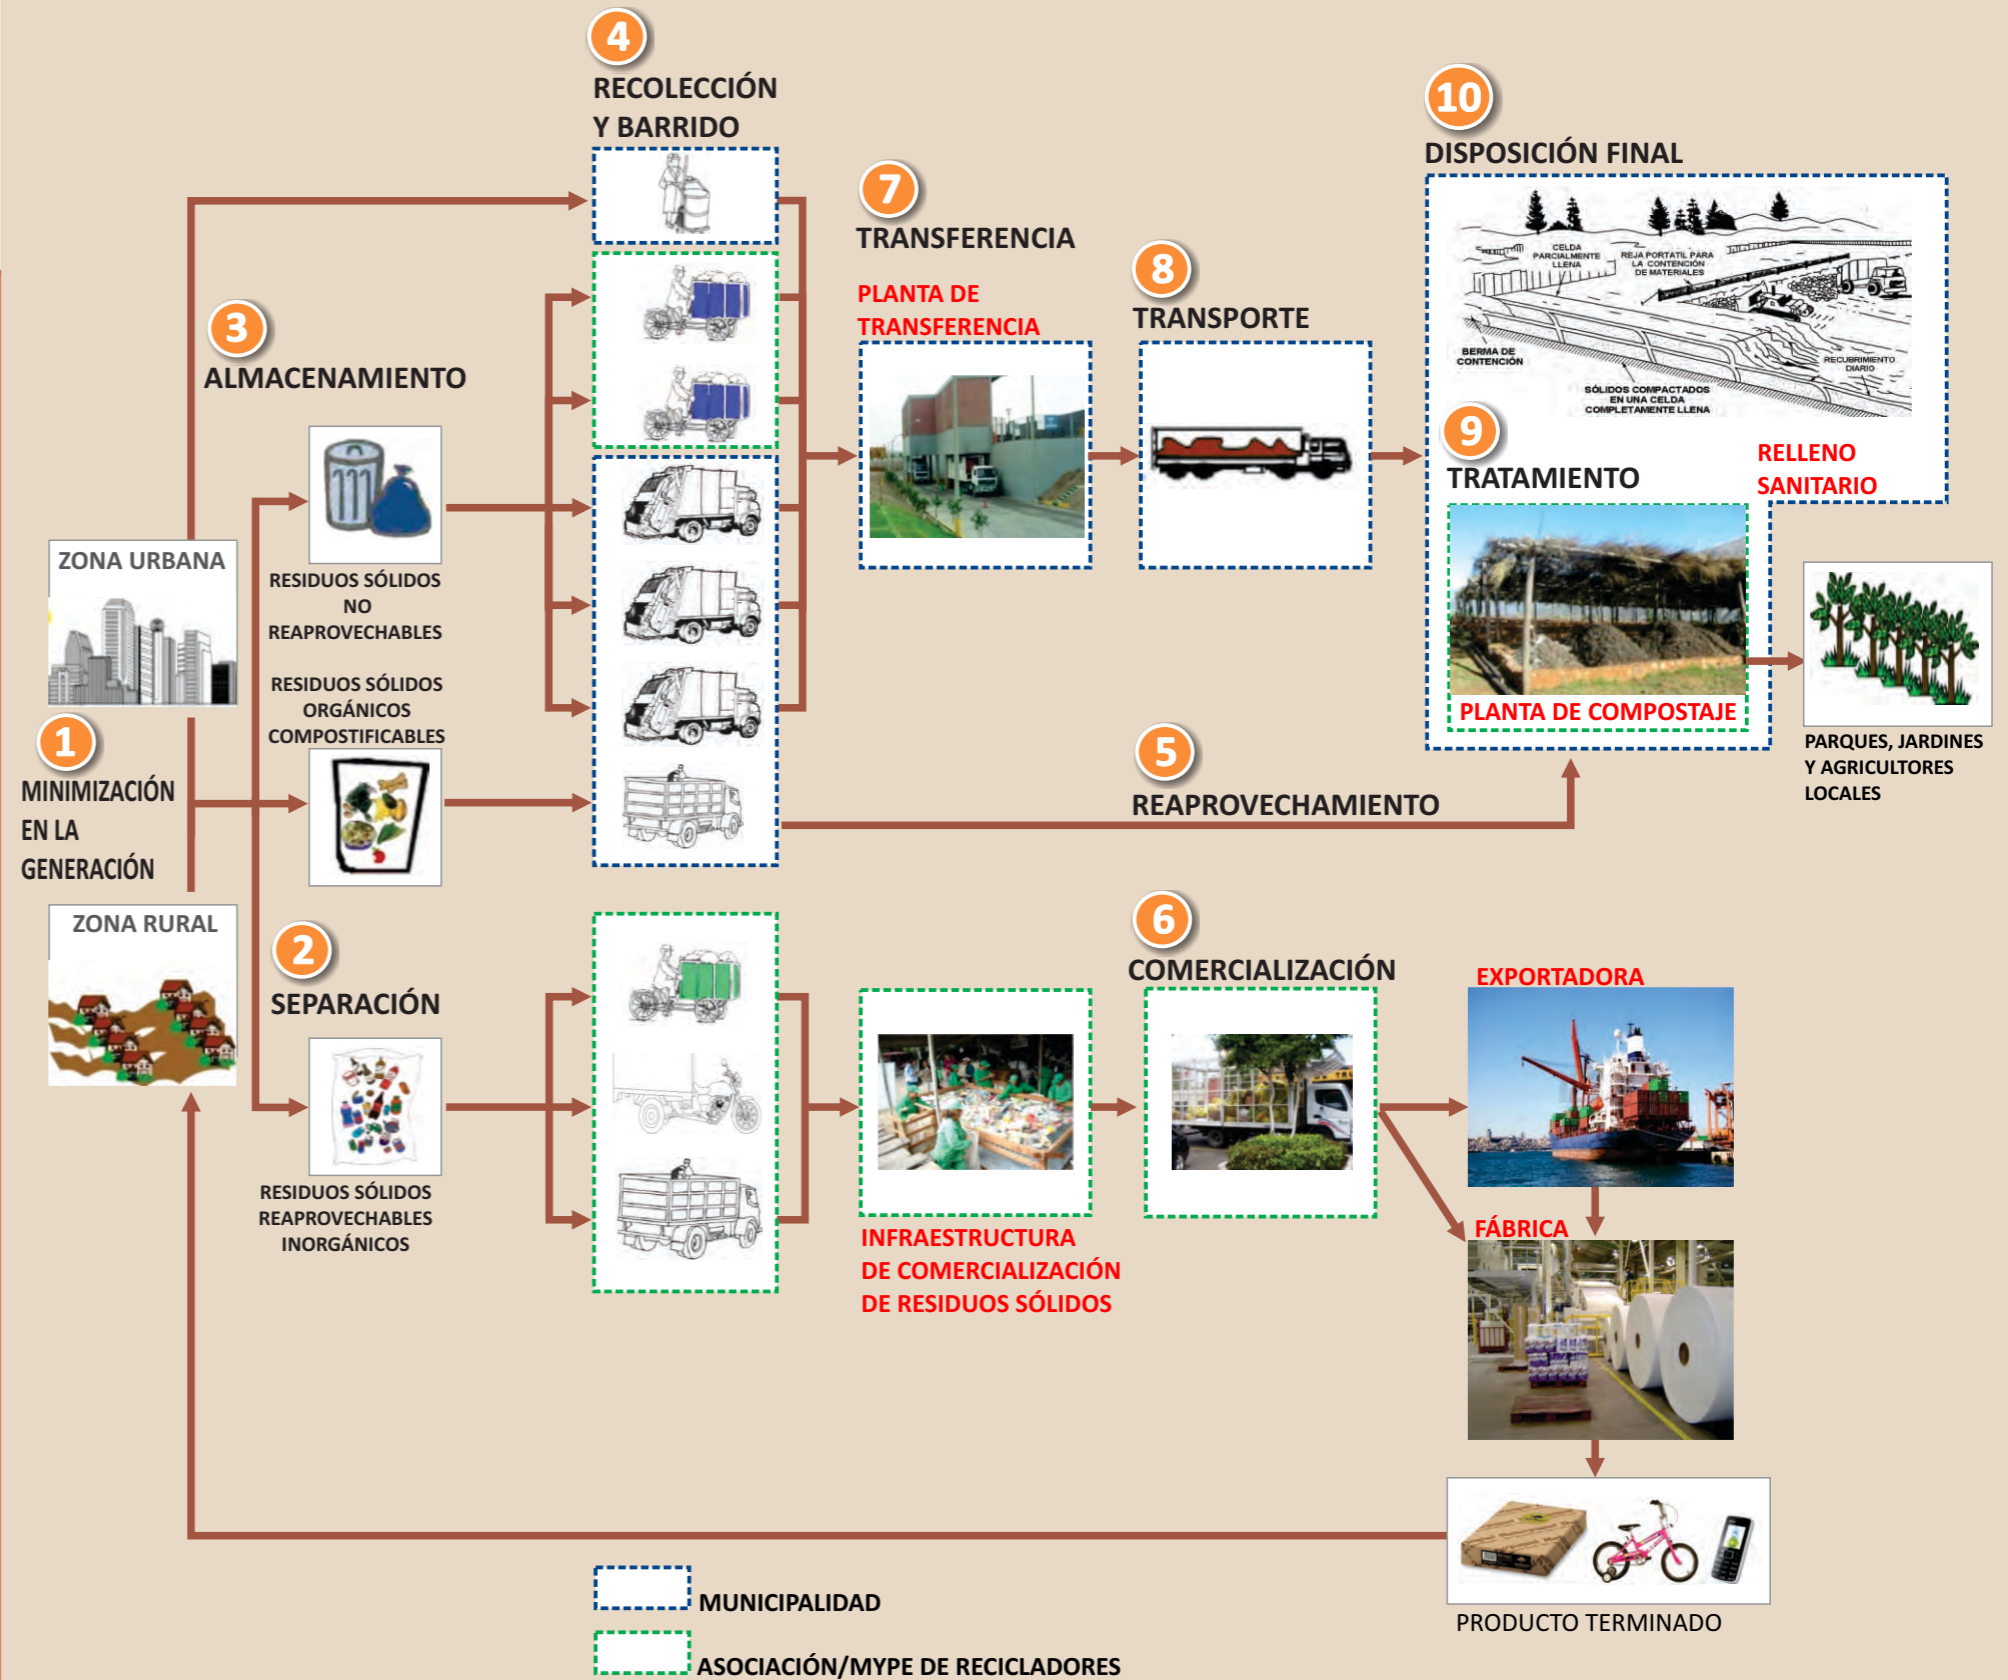 4
RECOLECCIÓN
Y BARRIDO
10
DISPOSICIÓN FINAL
CELDA
PARCIALMENTE
LLENA
REJA PORTATIL PARA
LA CONTENCIÓN
DE MATERIALES
BERMA DE
CONTENCIÓN
RECUBRIMIENTO
DIARIO
SÓLIDOS COMPACTADOS
EN UNA CELDA
COMPLETAMENTE LLENA
7
TRANSFERENCIA
PLANTA DE
TRANSFERENCIA
8
TRANSPORTE
3
ALMACENAMIENTO
9
TRATAMIENTO
RELLENO
SANITARIO
PLANTA DE COMPOSTAJE
PARQUES, JARDINES
Y AGRICULTORES
LOCALES
ZONA URBANA
RESIDUOS SÓLIDOS
NO
REAPROVECHABLES
RESIDUOS SÓLIDOS
ORGÁNICOS
COMPOSTIFICABLES
1
MINIMIZACIÓN
EN LA
GENERACIÓN
5
REAPROVECHAMIENTO
ZONA RURAL
2
SEPARACIÓN
RESIDUOS SÓLIDOS
REAPROVECHABLES
INORGÁNICOS
6
COMERCIALIZACIÓN
INFRAESTRUCTURA
DE COMERCIALIZACIÓN
DE RESIDUOS SÓLIDOS
EXPORTADORA
FÁBRICA
PRODUCTO TERMINADO
MUNICIPALIDAD
ASOCIACIÓN/MYPE DE RECICLADORES